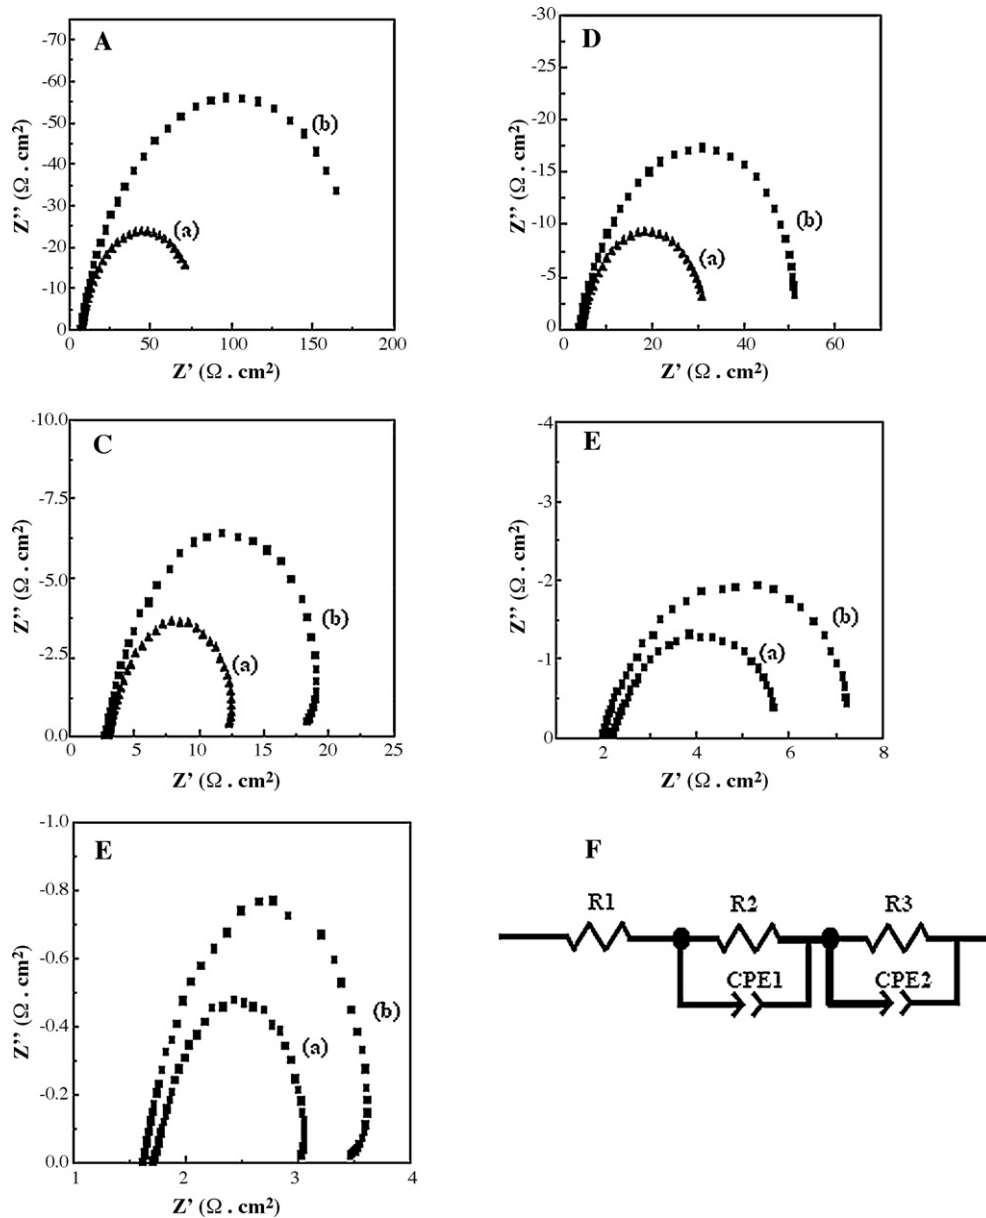 A
-70
-60
-50
-40
-30
-20
-10
0
Z’’ (Ω . cm²)
(b)
(a)
0 50 100 150 200
Z’ (Ω . cm²)
D
-30
-25
-20
-15
-10
-5
0
Z’’ (Ω . cm²)
(b)
(a)
0 20 40 60
Z’ (Ω . cm²)
C
-10.0
-7.5
-5.0
-2.5
0.0
Z’’ (Ω . cm²)
(b)
(a)
0 5 10 15 20 25
Z’ (Ω . cm²)
E
-4
-3
-2
-1
0
Z’’ (Ω . cm²)
(b)
(a)
2 4 6 8
Z’ (Ω . cm²)
E
-1.0
-0.8
-0.6
-0.4
-0.2
0.0
Z’’ (Ω . cm²)
(b)
(a)
1 2 3 4
Z’ (Ω . cm²)
F
R1 R2 R3
CPE1 CPE2